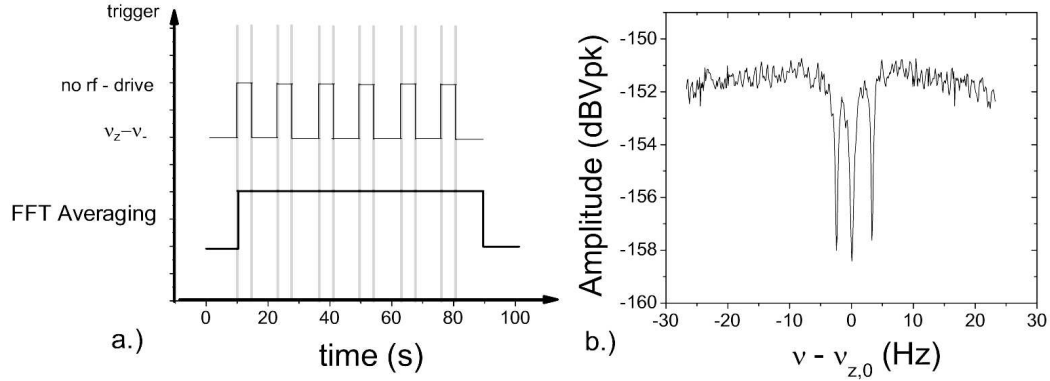 trigger
no rf - drive
νz–ν-
FFT Averaging
0 20 40 60 80 100
a.)
time (s)
-150
-152
-154
-156
-158
-160
Amplitude (dBVpk)
-30 -20 -10 0 10 20 30
b.)
ν - νz,0 (Hz)